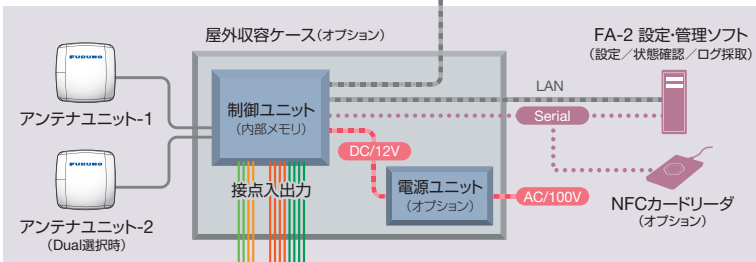 屋外収容ケース(オプション)
FURUNO
アンテナユニット-1
FURUNO
アンテナユニット-2
(Dual選択時)
制御ユニット
(内部メモリ)
接点入出力
DC/12V
電源ユニット
(オプション)
AC/100V
LAN
Serial
FA-2 設定・管理ソフト
(設定/状態確認/ログ採取)
NFCカードリーダ
(オプション)